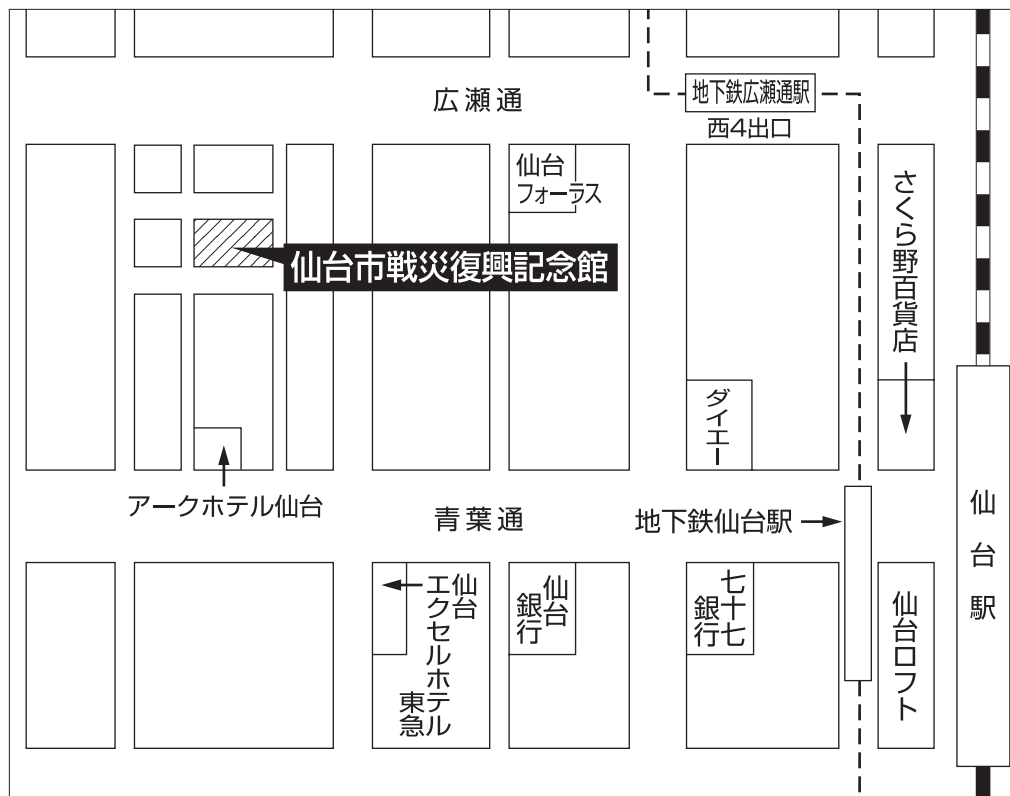 広瀬通
地下鉄広瀬通駅
西4出口
仙台
フォーラス
さくら野百貨店
仙台市戦災復興記念館
ダイエー
アークホテル仙台
青葉通
地下鉄仙台駅
仙台駅
仙台
エクセルホテル
東急
仙台
銀行
七十七
銀行
仙台ロフト